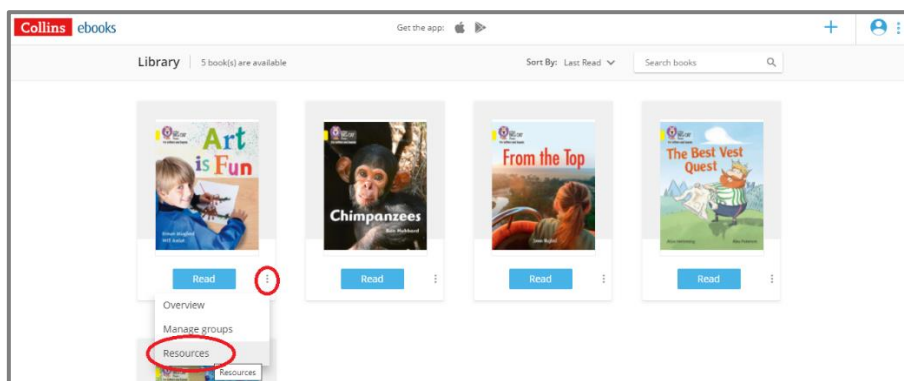 Collins ebooks
Get the app:
Library
5 book(s) are available
Sort By: Last Read
Search books
Art
is Fun
Chimpanzees
From the Top
The Best Vest
Quest
Read
Read
Read
Read
Overview
Manage groups
Resources
Resources